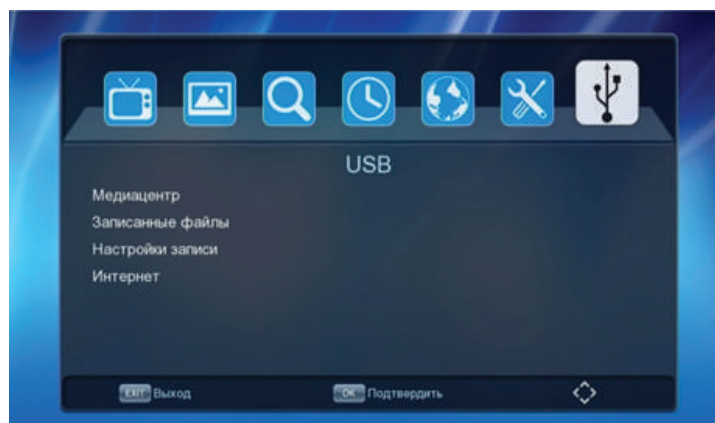 USB
Медиацентр
Записанные файлы
Настройки записи
Интернет
EXIT Выход
OK Подтвердить